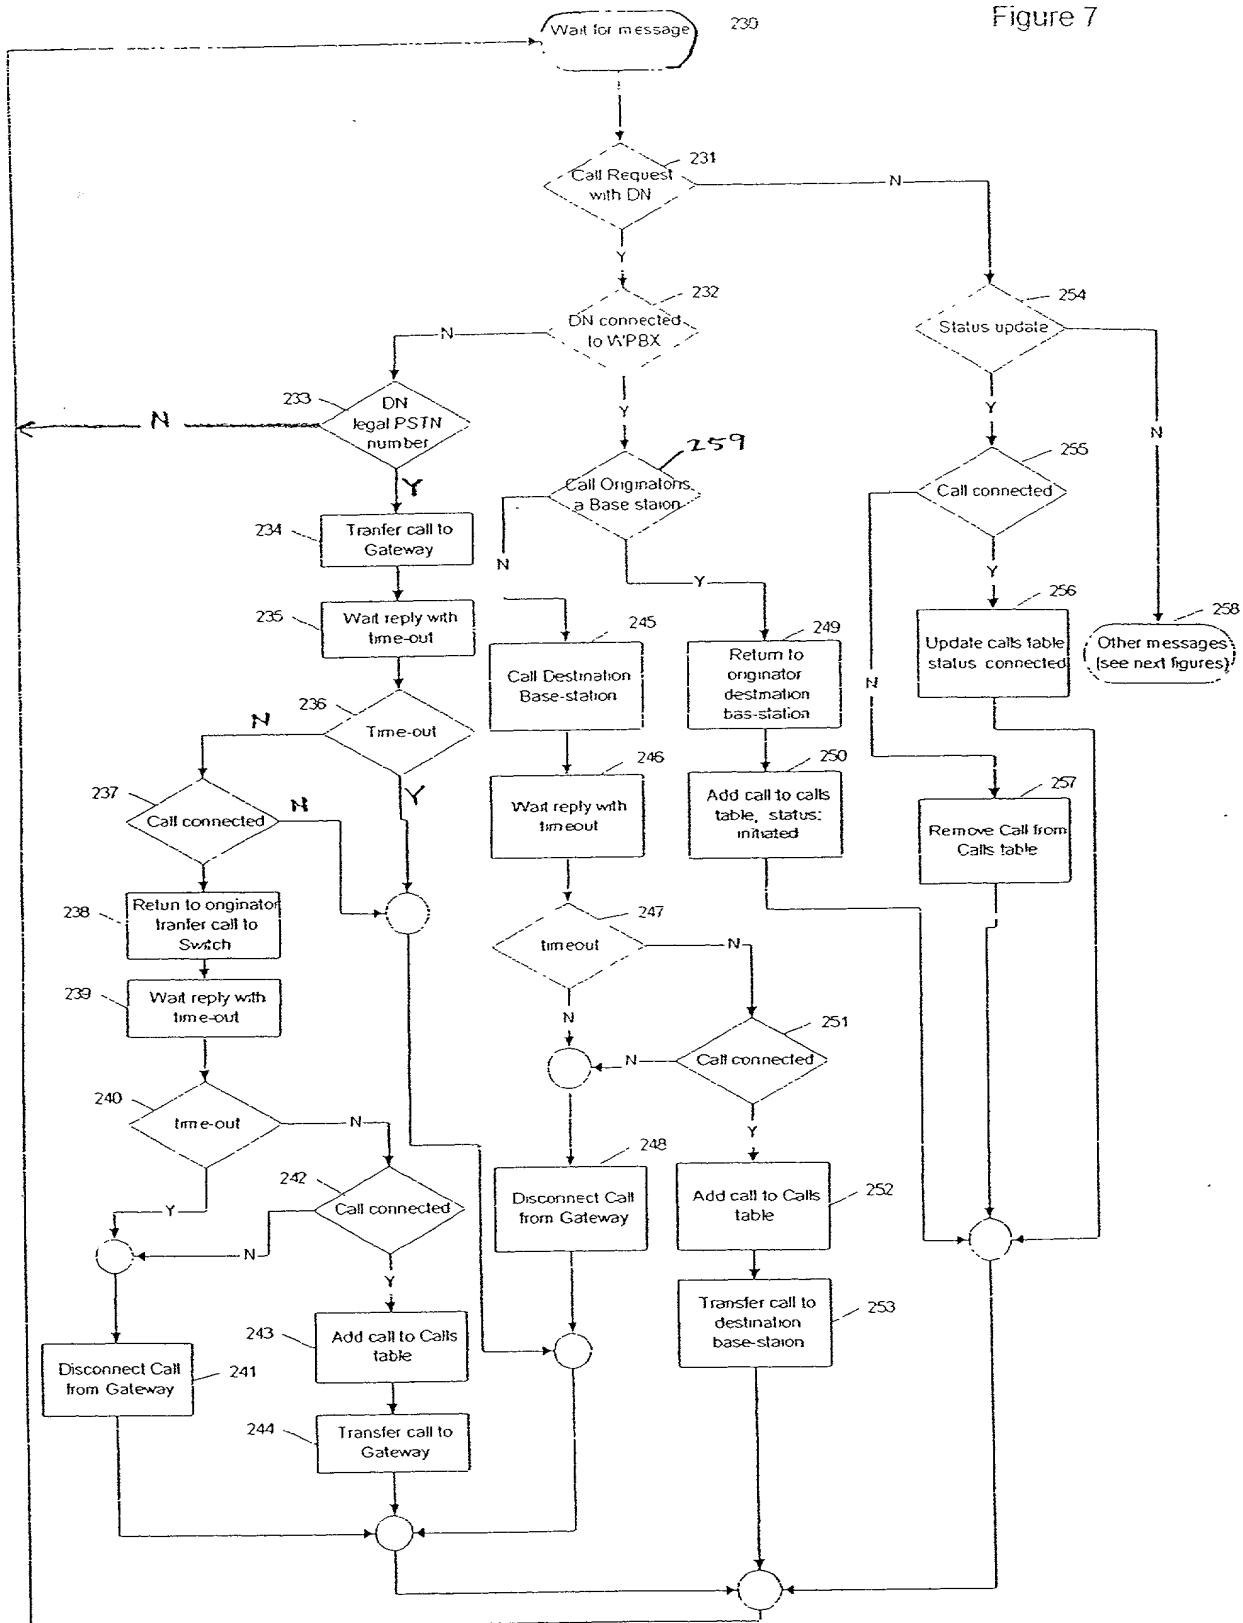 Figure 7
Wait for message
230
231
Call Request
with DN
N
Y
232
DN connected
to WPBX
N
Y
254
Status update
N
Y
233
DN
legal PSTN
number
N
Y
259
Call Originatoris
a Base staion
N
Y
255
Call connected
N
Y
234
Tranfer call to
Gateway
235
Wait reply with
time-out
236
Time-out
N
Y
245
Call Destination
Base-station
249
Return to
originator
destination
bas-station
256
Update calls table
status connected
258
Other messages
(see next figures)
237
Call connected
N
246
Wait reply with
timeout
250
Add call to calls
table, status:
initiated
257
Remove Call from
Calls table
238
Return to originator
tranfer call to
Switch
239
Wait reply with
time-out
247
timeout
N
N
251
Call connected
N
Y
240
time-out
N
Y
242
Call connected
N
Y
248
Disconnect Call
from Gateway
252
Add call to Calls
table
253
Transfer call to
destination
base-staion
241
Disconnect Call
from Gateway
243
Add call to Calls
table
244
Transfer call to
Gateway